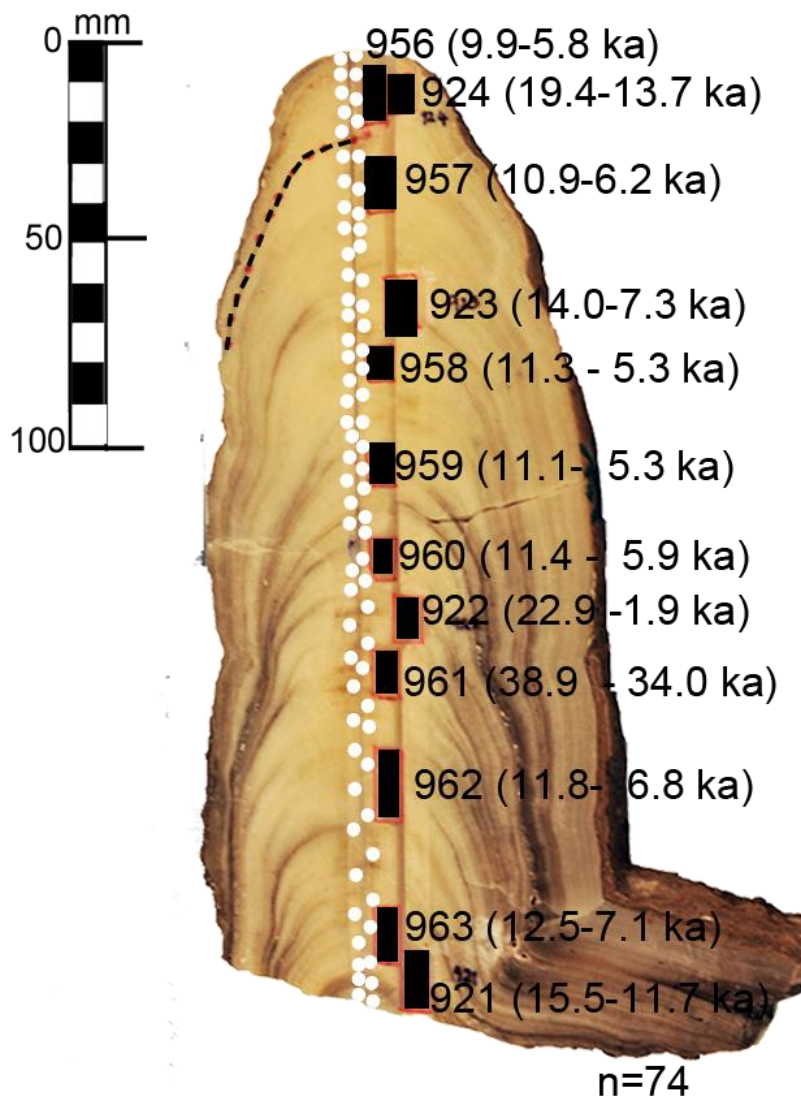 mm
0
50
100
956 (9.9-5.8 ka)
924 (19.4-13.7 ka)
957 (10.9-6.2 ka)
923 (14.0-7.3 ka)
958 (11.3 - 5.3 ka)
959 (11.1- 5.3 ka)
960 (11.4 - 5.9 ka)
922 (22.9 -1.9 ka)
961 (38.9 - 34.0 ka)
962 (11.8- 6.8 ka)
963 (12.5-7.1 ka)
921 (15.5-11.7 ka)
n=74